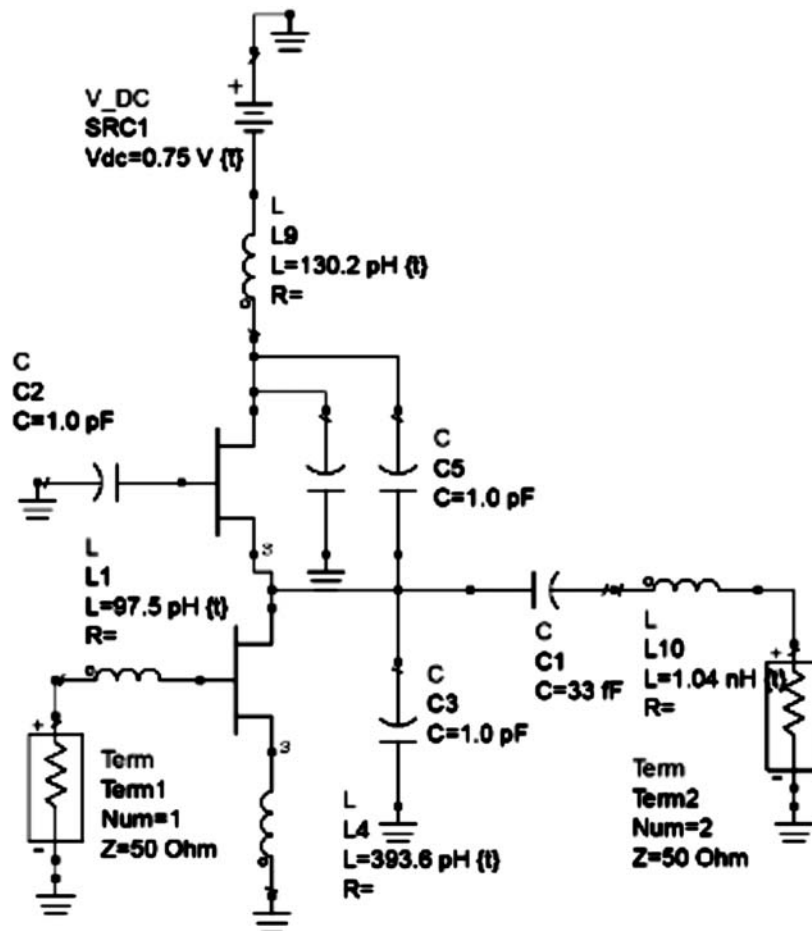 V_DC
SRC1
Vdc=0.75 V {t}
+
L
L9
L=130.2 pH {t}
R=
C
C2
C=1.0 pF
C
C5
C=1.0 pF
3
L
L1
L=97.5 pH {t}
R=
C
C1
C=33 fF
L
L10
L=1.04 nH {t}
R=
+
C
C3
C=1.0 pF
3
+
Term
Term1
Num=1
Z=50 Ohm
-
L
L4
L=393.6 pH {t}
R=
Term
Term2
Num=2
Z=50 Ohm
-